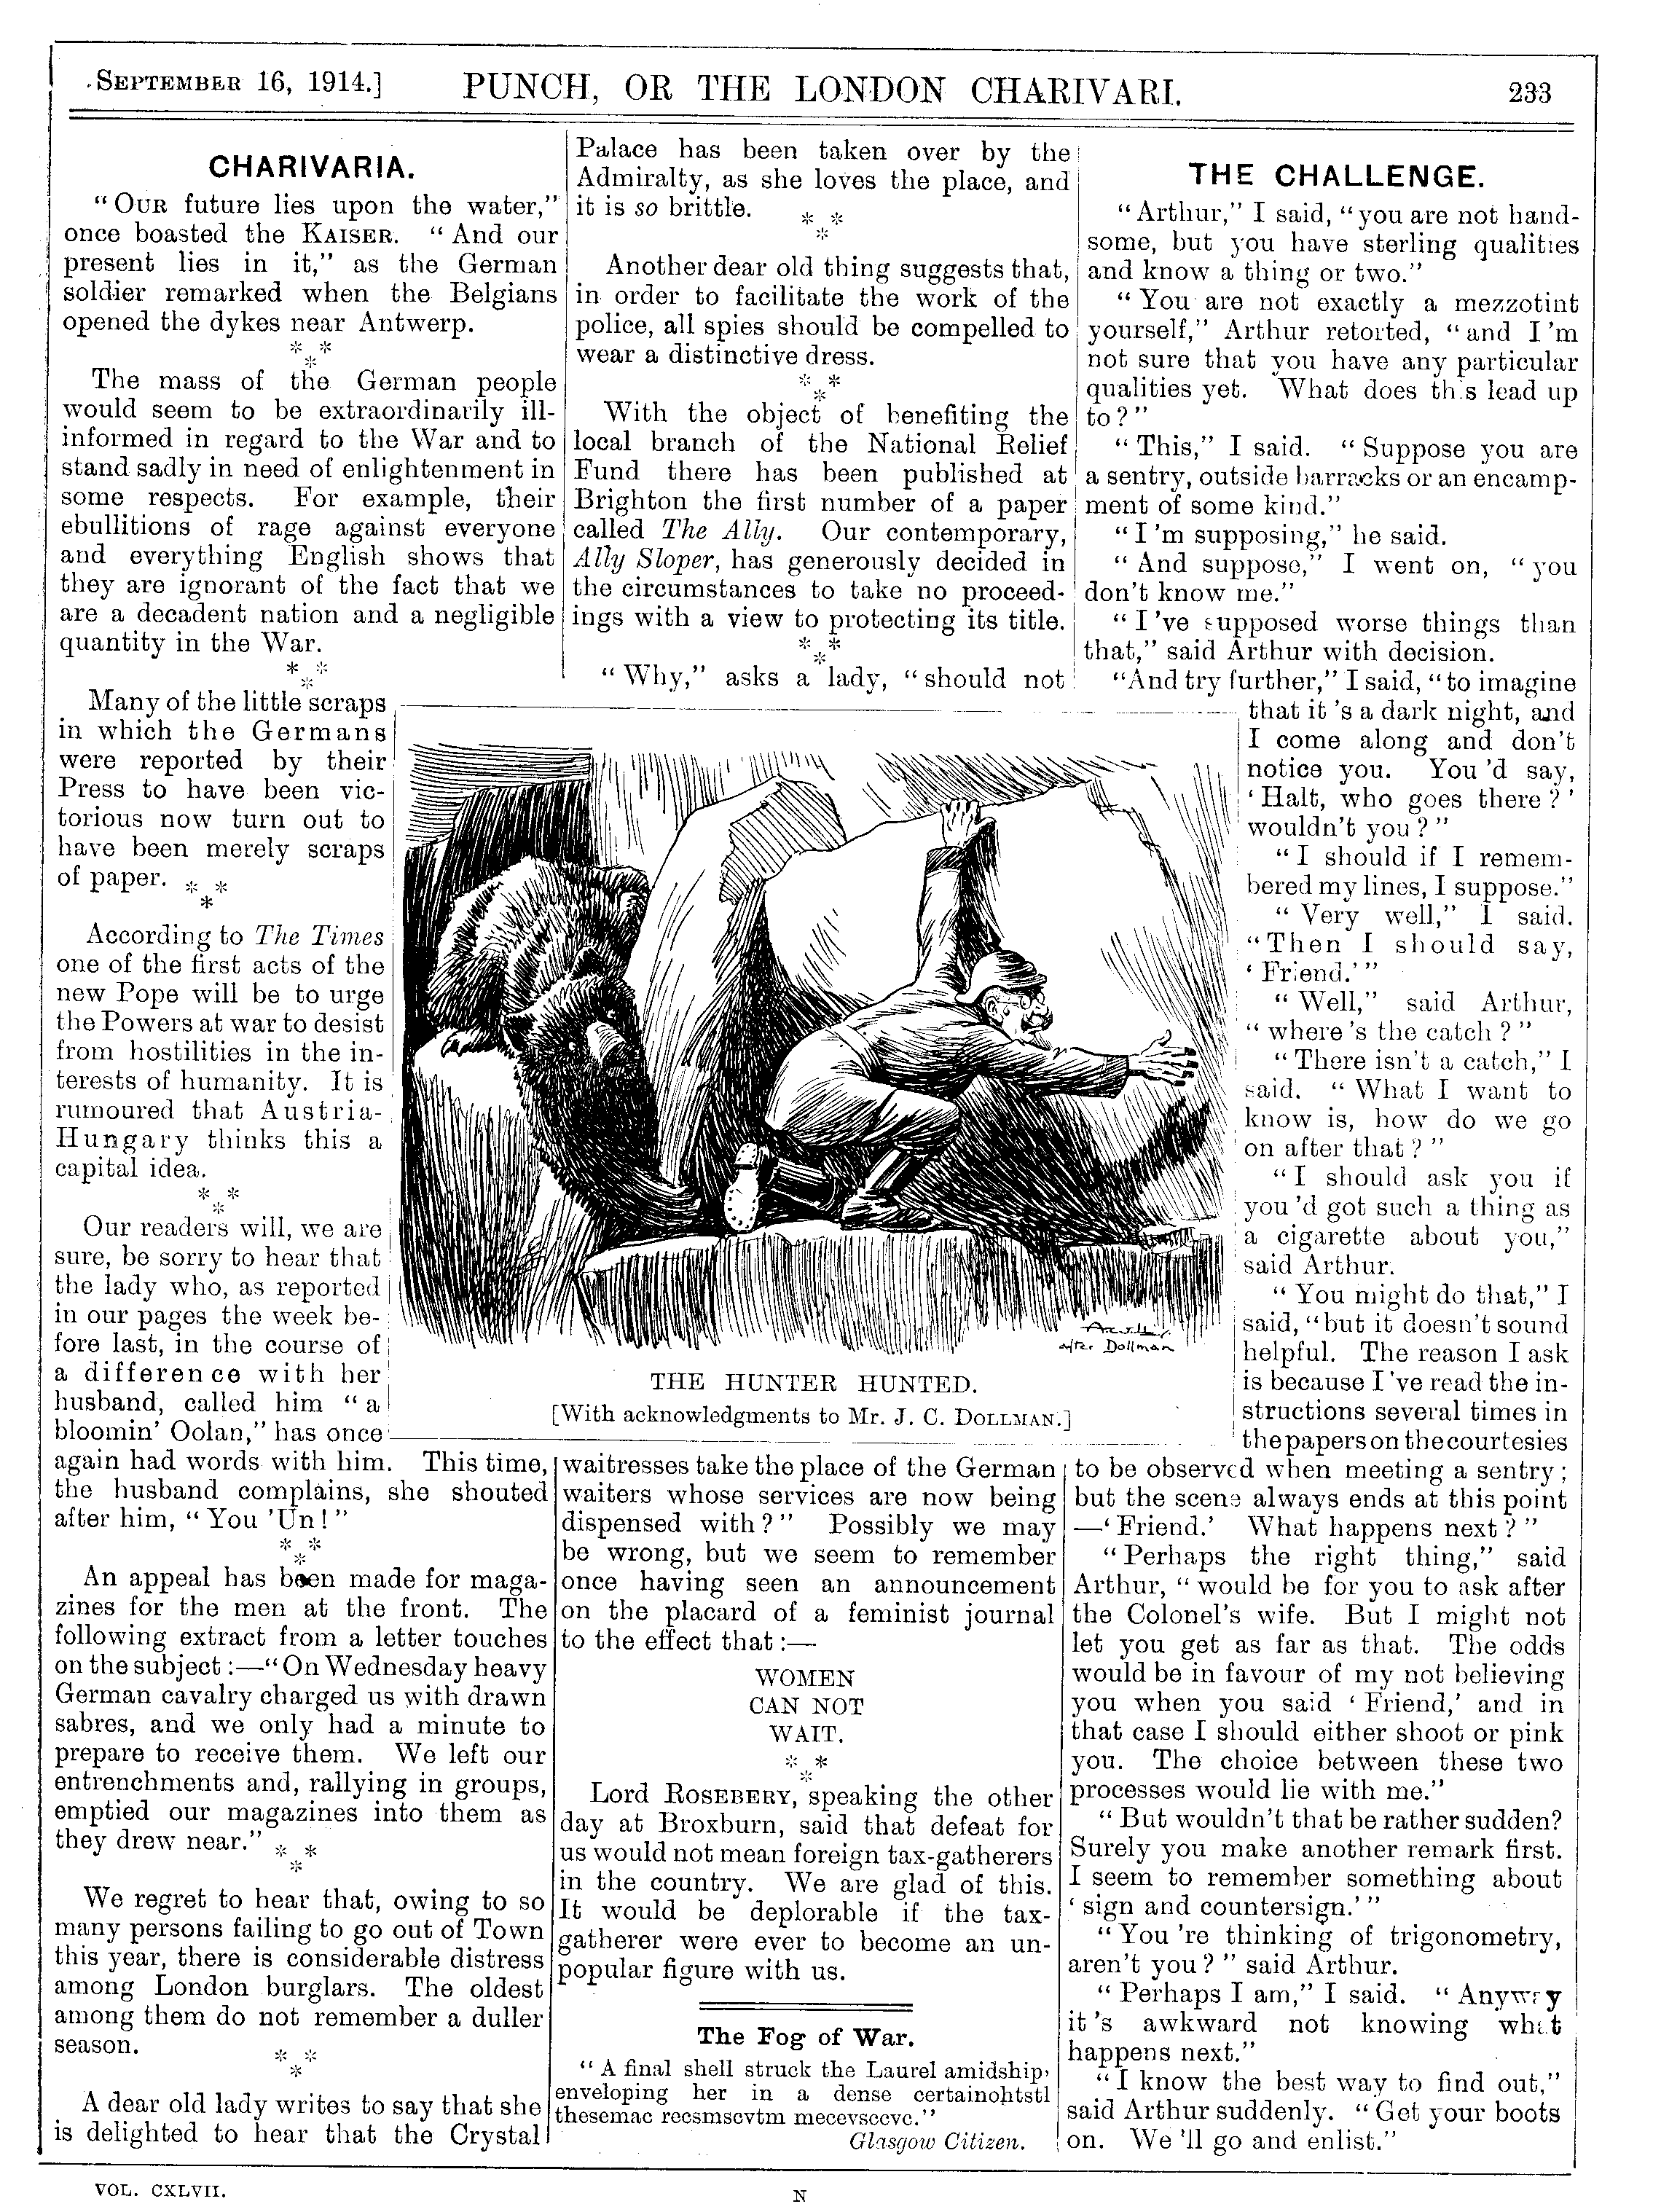 SEPTEMBER 16, 1914.] PUNCH, OR THE LONDON CHARIVARI. 233
CHARIVARIA.
"OUR future lies upon the water,"
once boasted the KAISER. "And our
present lies in it," as the German
soldier remarked when the Belgians
opened the dykes near Antwerp.
* *
*
The mass of the German people
would seem to be extraordinarily ill-
informed in regard to the War and to
stand sadly in need of enlightenment in
some respects. For example, their
ebullitions of rage against everyone
and everything English shows that
they are ignorant of the fact that we
are a decadent nation and a negligible
quantity in the War.
* *
*
Many of the little scraps
in which the Germans
were reported by their
Press to have been vic-
torious now turn out to
have been merely scraps
of paper.
* *
*
According to The Times
one of the first acts of the
new Pope will be to urge
the Powers at war to desist
from hostilities in the in-
terests of humanity. It is
rumoured that Austria-
Hungary thinks this a
capital idea.
* *
*
Our readers will, we are
sure, be sorry to hear that
the lady who, as reported
in our pages the week be-
fore last, in the course of
a difference with her
husband, called him "a
bloomin' Oolan," has once
again had words with him. This time,
the husband complains, she shouted
after him, "You 'Un!"
* *
*
An appeal has been made for maga-
zines for the men at the front. The
following extract from a letter touches
on the subject:—"On Wednesday heavy
German cavalry charged us with drawn
sabres, and we only had a minute to
prepare to receive them. We left our
entrenchments and, rallying in groups,
emptied our magazines into them as
they drew near."
* *
*
We regret to hear that, owing to so
many persons failing to go out of Town
this year, there is considerable distress
among London burglars. The oldest
among them do not remember a duller
season.
* *
*
A dear old lady writes to say that she
is delighted to hear that the Crystal
Palace has been taken over by the
Admiralty, as she loves the place, and
it is so brittle.
* *
*
Another dear old thing suggests that,
in order to facilitate the work of the
police, all spies should be compelled to
wear a distinctive dress.
* *
*
With the object of benefiting the
local branch of the National Relief
Fund there has been published at
Brighton the first number of a paper
called The Ally. Our contemporary,
Ally Sloper, has generously decided in
the circumstances to take no proceed-
ings with a view to protecting its title.
* *
*
"Why," asks a lady, "should not
after Dollman
THE HUNTER HUNTED.
[With acknowledgments to Mr. J. C. DOLLMAN.]
waitresses take the place of the German
waiters whose services are now being
dispensed with?" Possibly we may
be wrong, but we seem to remember
once having seen an announcement
on the placard of a feminist journal
to the effect that:—
WOMEN
CAN NOT
WAIT.
* *
*
Lord ROSEBERY, speaking the other
day at Broxburn, said that defeat for
us would not mean foreign tax-gatherers
in the country. We are glad of this.
It would be deplorable if the tax-
gatherer were ever to become an un-
popular figure with us.
The Fog of War.
"A final shell struck the Laurel amidship,
enveloping her in a dense certainohtstl
thesemac recsmscvtm mecevsccvc."
Glasgow Citizen.
THE CHALLENGE.
"Arthur," I said, "you are not hand-
some, but you have sterling qualities
and know a thing or two."
"You are not exactly a mezzotint
yourself," Arthur retorted, "and I'm
not sure that you have any particular
qualities yet. What does this lead up
to?"
"This," I said. "Suppose you are
a sentry, outside barracks or an encamp-
ment of some kind."
"I'm supposing," he said.
"And suppose," I went on, "you
don't know me."
"I've supposed worse things than
that," said Arthur with decision.
"And try further," I said, "to imagine
that it's a dark night, and
I come along and don't
notice you. You'd say,
'Halt, who goes there?'
wouldn't you?"
"I should if I remem-
bered my lines, I suppose."
"Very well," I said.
"Then I should say,
'Friend.'"
"Well," said Arthur,
"where's the catch?"
"There isn't a catch," I
said. "What I want to
know is, how do we go
on after that?"
"I should ask you if
you'd got such a thing as
a cigarette about you,"
said Arthur.
"You might do that," I
said, "but it doesn't sound
helpful. The reason I ask
is because I've read the in-
structions several times in
the papers on the courtesies
to be observed when meeting a sentry;
but the scene always ends at this point
—'Friend.' What happens next?"
"Perhaps the right thing," said
Arthur, "would be for you to ask after
the Colonel's wife. But I might not
let you get as far as that. The odds
would be in favour of my not believing
you when you said 'Friend,' and in
that case I should either shoot or pink
you. The choice between these two
processes would lie with me."
"But wouldn't that be rather sudden?
Surely you make another remark first.
I seem to remember something about
'sign and countersign.'"
"You're thinking of trigonometry,
aren't you?" said Arthur.
"Perhaps I am," I said. "Anyway
it's awkward not knowing what
happens next."
"I know the best way to find out,"
said Arthur suddenly. "Get your boots
on. We'll go and enlist."
VOL. CXLVII. N